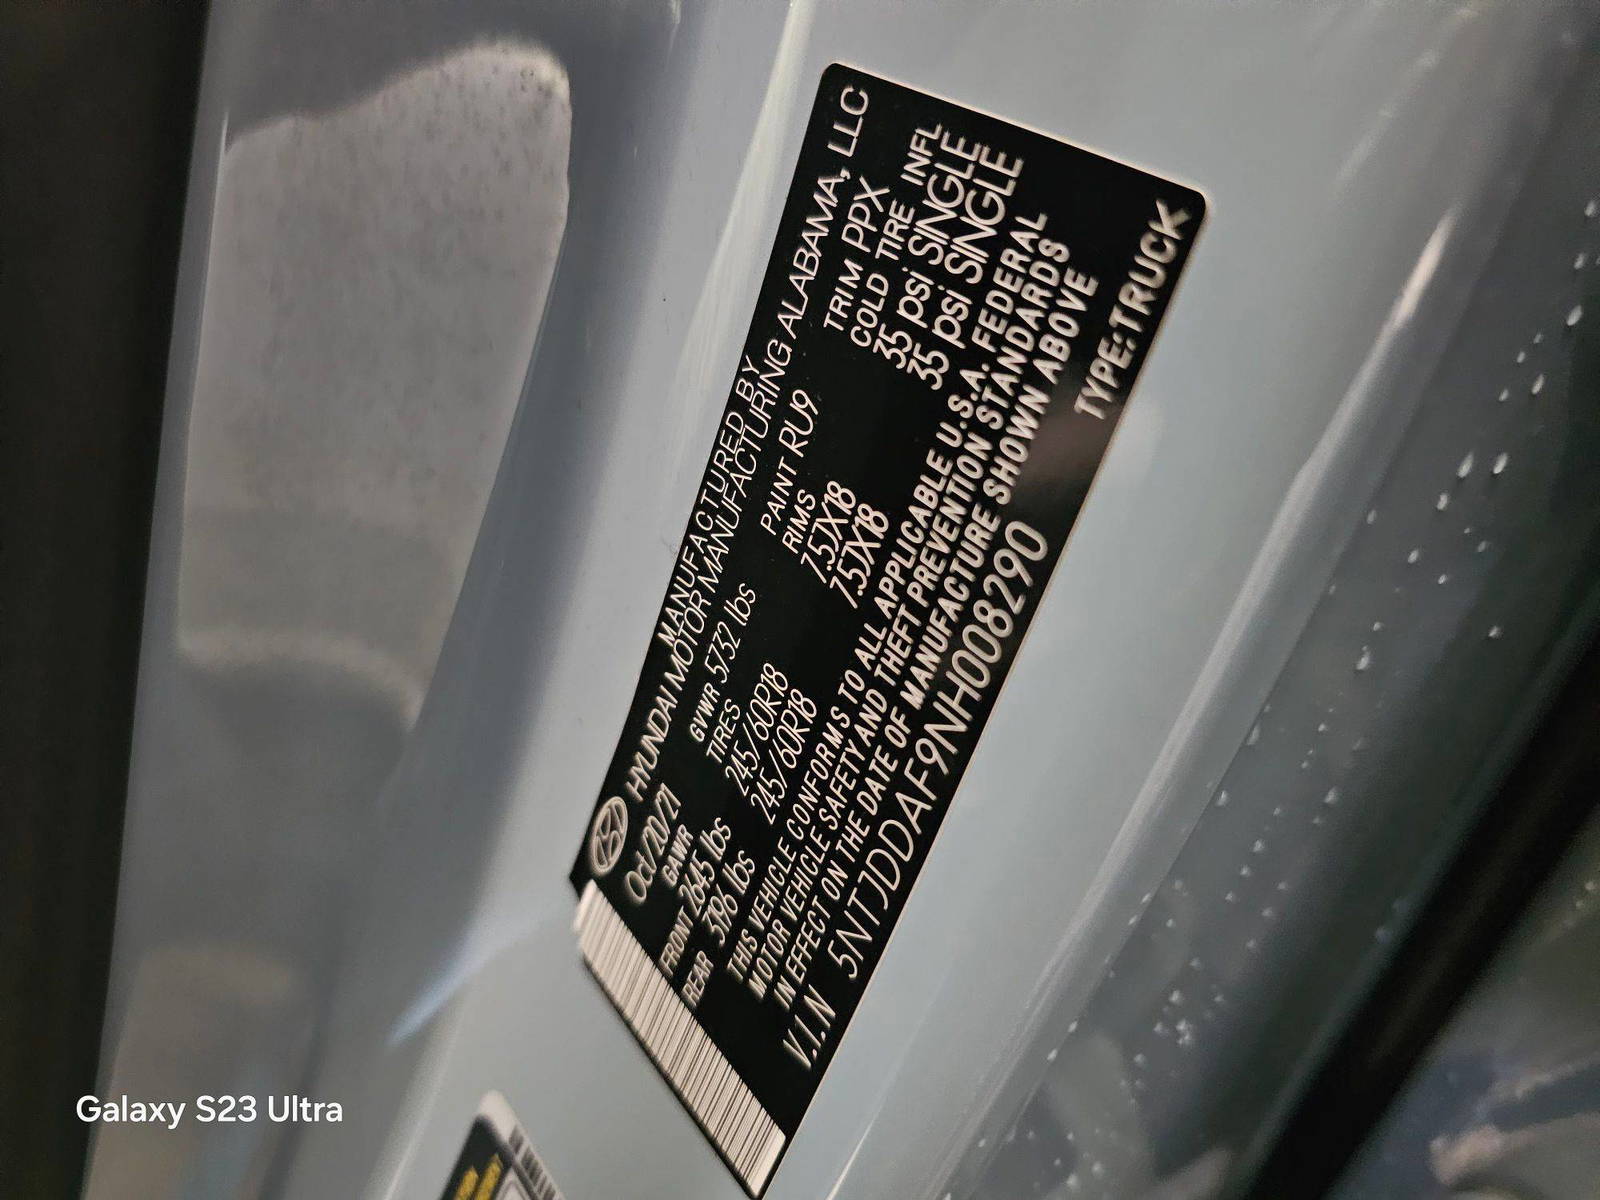 MANUFACTURED BY
HYUNDAI MOTOR MANUFACTURING ALABAMA, LLC
Oct/20/21 GVWR 5732 lbs PAINT RU9 TRIM PPX
GAWR TIRES RIMS COLD TIRE INFL
FRONT 2645 lbs 245/60R18 7.5JX18 35 psi SINGLE
REAR 3196 lbs 245/60R18 7.5JX18 35 psi SINGLE
THIS VEHICLE CONFORMS TO ALL APPLICABLE U.S.A. FEDERAL
MOTOR VEHICLE SAFETY AND THEFT PREVENTION STANDARDS
IN EFFECT ON THE DATE OF MANUFACTURE SHOWN ABOVE
V.I.N 5NTJDDAF9NH008290 TYPE:TRUCK
Galaxy S23 Ultra